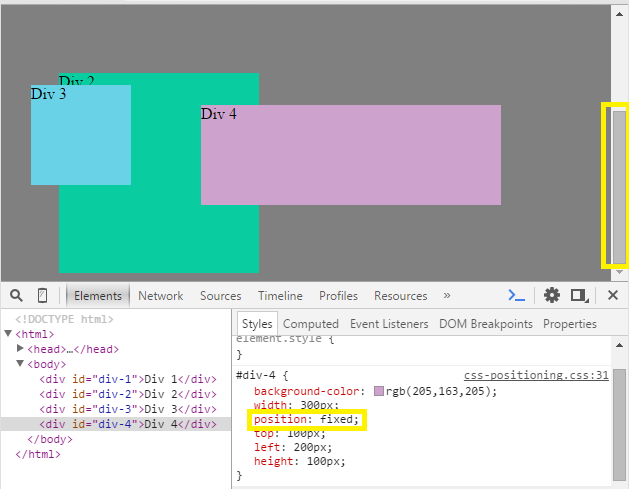 Div 2
Div 3
Div 4
Elements Network Sources Timeline Profiles Resources »
<!DOCTYPE html>
<html>
<head>…</head>
<body>
<div id="div-1">Div 1</div>
<div id="div-2">Div 2</div>
<div id="div-3">Div 3</div>
<div id="div-4">Div 4</div>
</body>
</html>
Styles Computed Event Listeners DOM Breakpoints Properties
element.style {
}
#div-4 { css-positioning.css:31
background-color: rgb(205,163,205);
width: 300px;
position: fixed;
top: 100px;
left: 200px;
height: 100px;
}